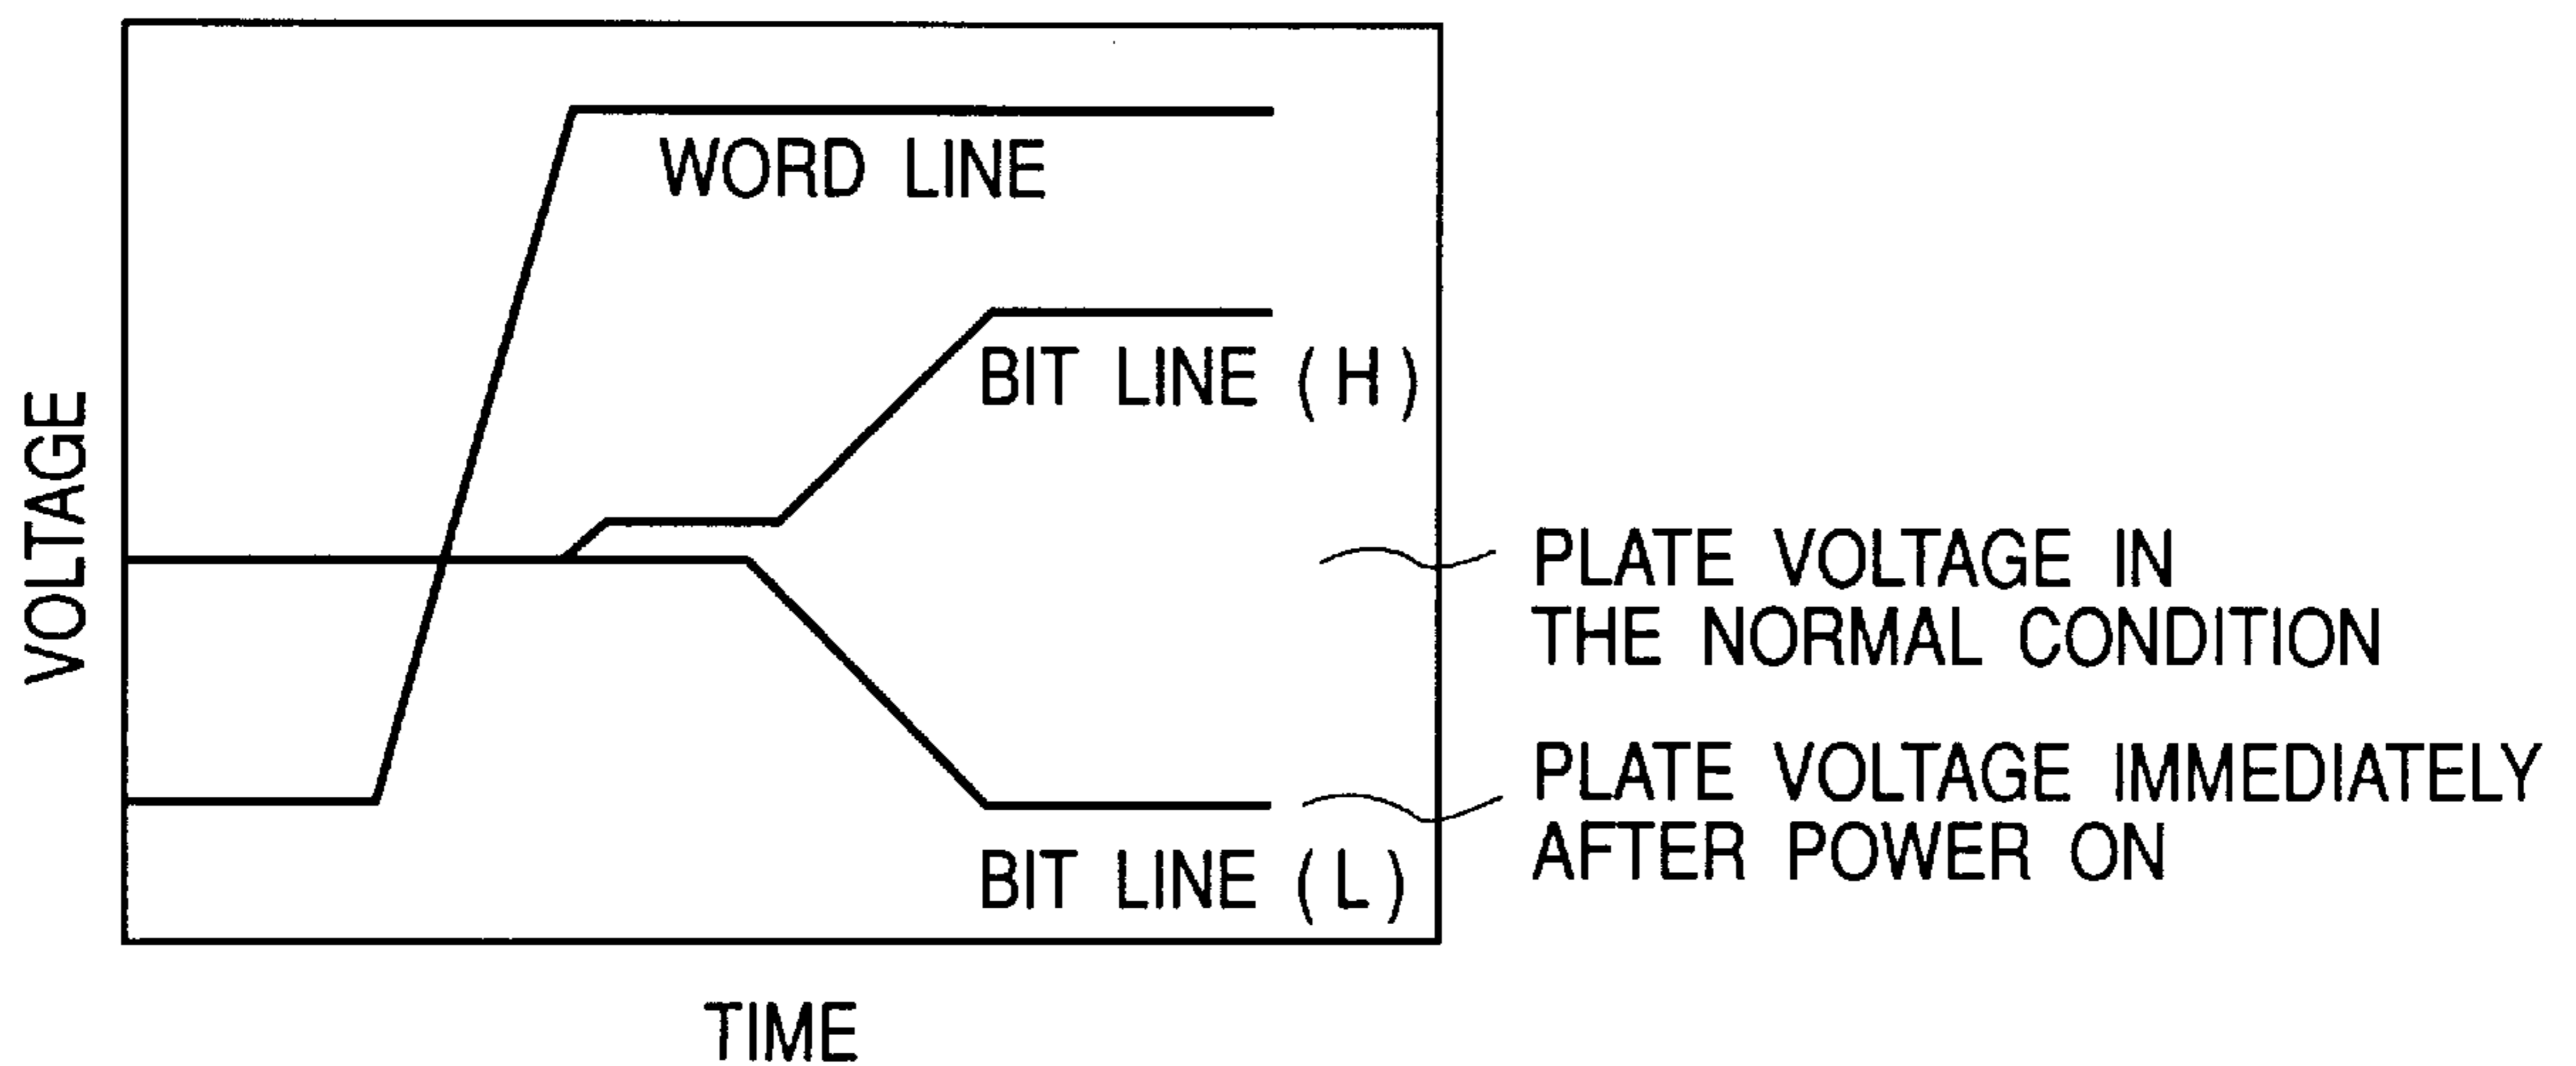 WORD LINE
BIT LINE (H)
VOLTAGE
PLATE VOLTAGE IN
THE NORMAL CONDITION
PLATE VOLTAGE IMMEDIATELY
AFTER POWER ON
BIT LINE (L)
TIME